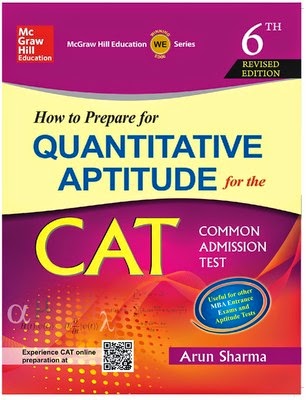 Mc
Graw
Hill
Education
McGraw Hill Education WE Series
6TH
REVISED
EDITION
How to Prepare for
QUANTITATIVE
APTITUDE for the
CAT
COMMON
ADMISSION
TEST
Useful for other
MBA Entrance
Exams and
Aptitude Tests
Experience CAT online
preparation at
Arun Sharma